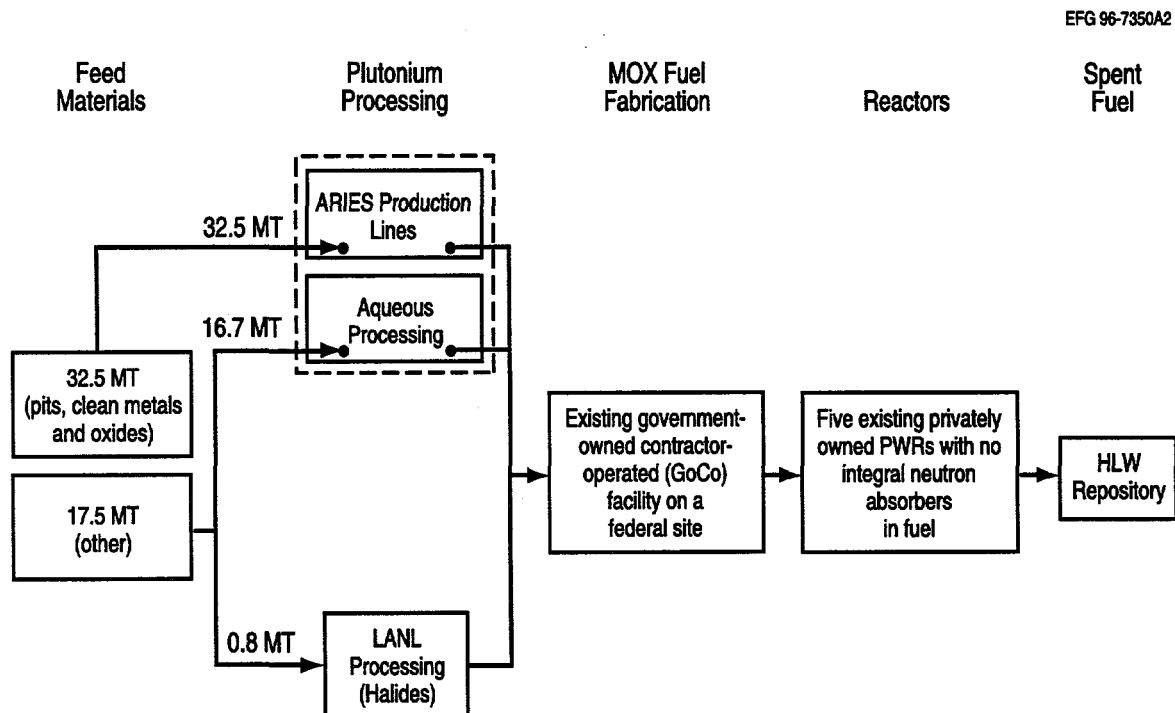 EFG 96-7350A2
Feed
Materials
Plutonium
Processing
MOX Fuel
Fabrication
Reactors
Spent
Fuel
32.5 MT
ARIES Production
Lines
16.7 MT
Aqueous
Processing
32.5 MT
(pits, clean metals
and oxides)
17.5 MT
(other)
0.8 MT
LANL
Processing
(Halides)
Existing government-
owned contractor-
operated (GoCo)
facility on a
federal site
Five existing privately
owned PWRs with no
integral neutron
absorbers
in fuel
HLW
Repository